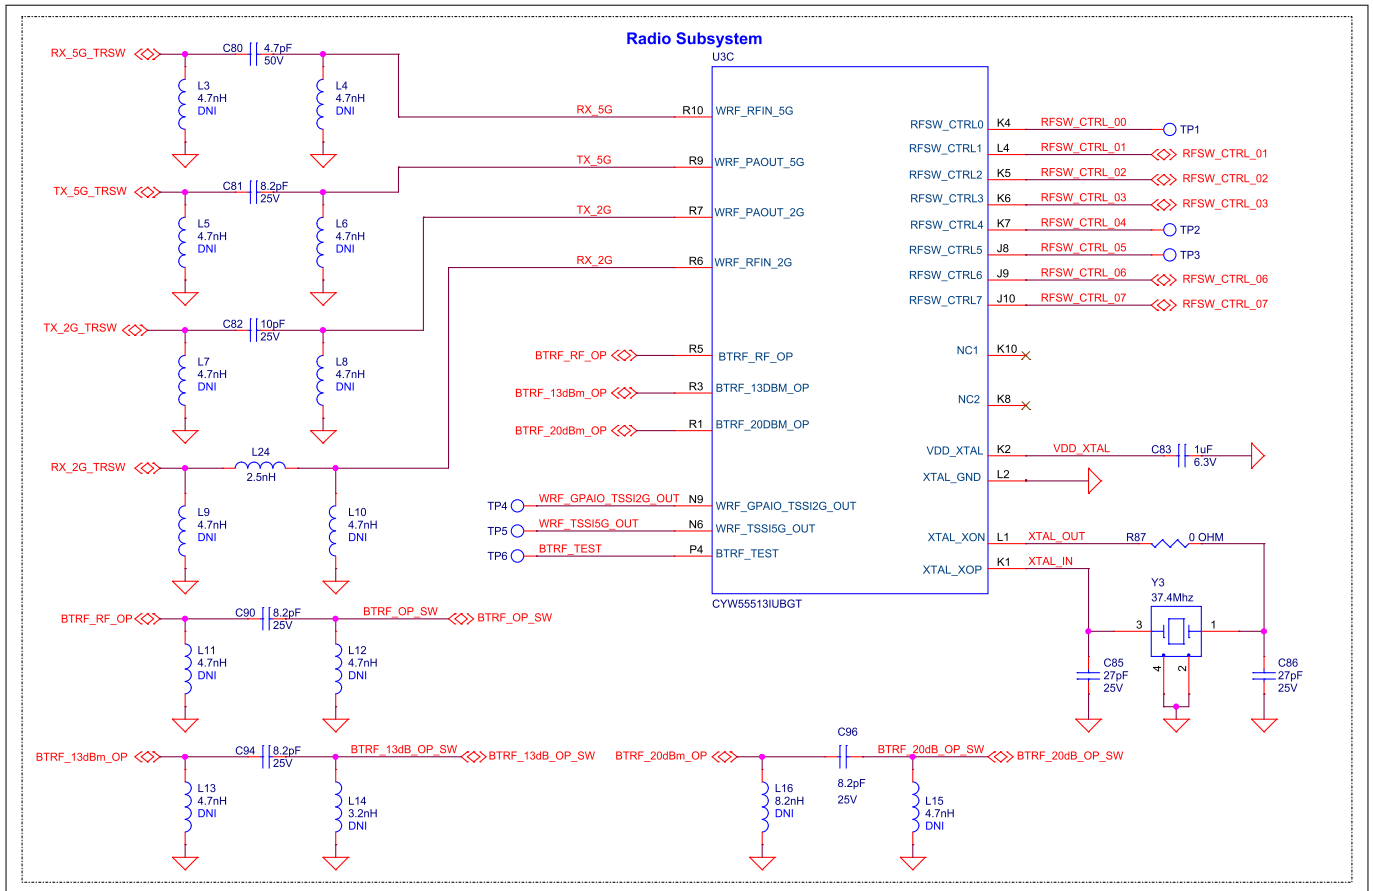 Radio Subsystem
U3C
RX_5G_TRSW
C80
4.7pF
50V
L3
4.7nH
DNI
L4
4.7nH
DNI
TX_5G_TRSW
C81
8.2pF
25V
L5
4.7nH
DNI
L6
4.7nH
DNI
TX_2G_TRSW
C82
10pF
25V
L7
4.7nH
DNI
L8
4.7nH
DNI
RX_2G_TRSW
L24
2.5nH
L9
4.7nH
DNI
L10
4.7nH
DNI
BTRF_RF_OP
C90
8.2pF
25V
BTRF_OP_SW
BTRF_OP_SW
L11
4.7nH
DNI
L12
4.7nH
DNI
BTRF_13dBm_OP
C94
8.2pF
25V
BTRF_13dB_OP_SW
BTRF_13dB_OP_SW
L13
4.7nH
DNI
L14
3.2nH
DNI
RX_5G
R10
WRF_RFIN_5G
TX_5G
R9
WRF_PAOUT_5G
TX_2G
R7
WRF_PAOUT_2G
RX_2G
R6
WRF_RFIN_2G
BTRF_RF_OP
R5
BTRF_RF_OP
BTRF_13dBm_OP
R3
BTRF_13DBM_OP
BTRF_20dBm_OP
R1
BTRF_20DBM_OP
TP4
WRF_GPAIO_TSSI2G_OUT
N9
WRF_GPAIO_TSSI2G_OUT
TP5
WRF_TSSI5G_OUT
N6
WRF_TSSI5G_OUT
TP6
BTRF_TEST
P4
BTRF_TEST
CYW55513IUBGT
RFSW_CTRL0
K4
RFSW_CTRL_00
TP1
RFSW_CTRL1
L4
RFSW_CTRL_01
RFSW_CTRL_01
RFSW_CTRL2
K5
RFSW_CTRL_02
RFSW_CTRL_02
RFSW_CTRL3
K6
RFSW_CTRL_03
RFSW_CTRL_03
RFSW_CTRL4
K7
RFSW_CTRL_04
TP2
RFSW_CTRL5
J8
RFSW_CTRL_05
TP3
RFSW_CTRL6
J9
RFSW_CTRL_06
RFSW_CTRL_06
RFSW_CTRL7
J10
RFSW_CTRL_07
RFSW_CTRL_07
NC1
K10
NC2
K8
VDD_XTAL
K2
VDD_XTAL
C83
1uF
6.3V
XTAL_GND
L2
XTAL_XON
L1
XTAL_OUT
R87
0 OHM
XTAL_XOP
K1
XTAL_IN
Y3
37.4Mhz
3
1
4
2
C85
27pF
25V
C86
27pF
25V
BTRF_20dBm_OP
C96
8.2pF
25V
BTRF_20dB_OP_SW
BTRF_20dB_OP_SW
L16
8.2nH
DNI
L15
4.7nH
DNI